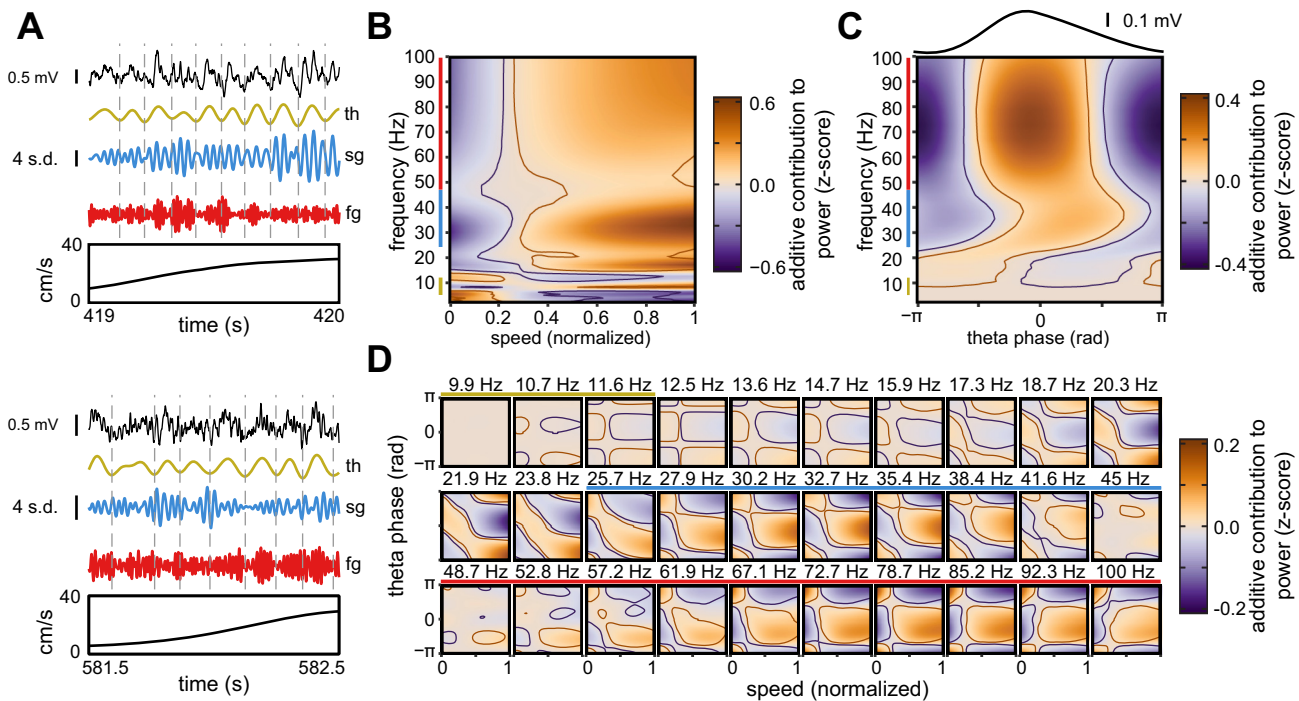 A
0.5 mV
th
4 s.d.
sg
fg
40
cm/s
0
419
420
time (s)
0.5 mV
th
4 s.d.
sg
fg
40
cm/s
0
581.5
582.5
time (s)
B
100
90
80
70
60
50
40
30
20
10
frequency (Hz)
0
0.2
0.4
0.6
0.8
1
speed (normalized)
0.6
0.0
−0.6
additive contribution to
power (z-score)
C
0.1 mV
100
90
80
70
60
50
40
30
20
10
frequency (Hz)
−π
0
π
theta phase (rad)
0.4
0.0
-0.4
additive contribution to
power (z-score)
D
9.9 Hz 10.7 Hz 11.6 Hz 12.5 Hz 13.6 Hz 14.7 Hz 15.9 Hz 17.3 Hz 18.7 Hz 20.3 Hz
π
0
−π
21.9 Hz 23.8 Hz 25.7 Hz 27.9 Hz 30.2 Hz 32.7 Hz 35.4 Hz 38.4 Hz 41.6 Hz 45 Hz
48.7 Hz 52.8 Hz 57.2 Hz 61.9 Hz 67.1 Hz 72.7 Hz 78.7 Hz 85.2 Hz 92.3 Hz 100 Hz
π
0
−π
theta phase (rad)
0 1 0 1 0 1 0 1 0 1
speed (normalized)
0.2
0.0
-0.2
additive contribution to
power (z-score)